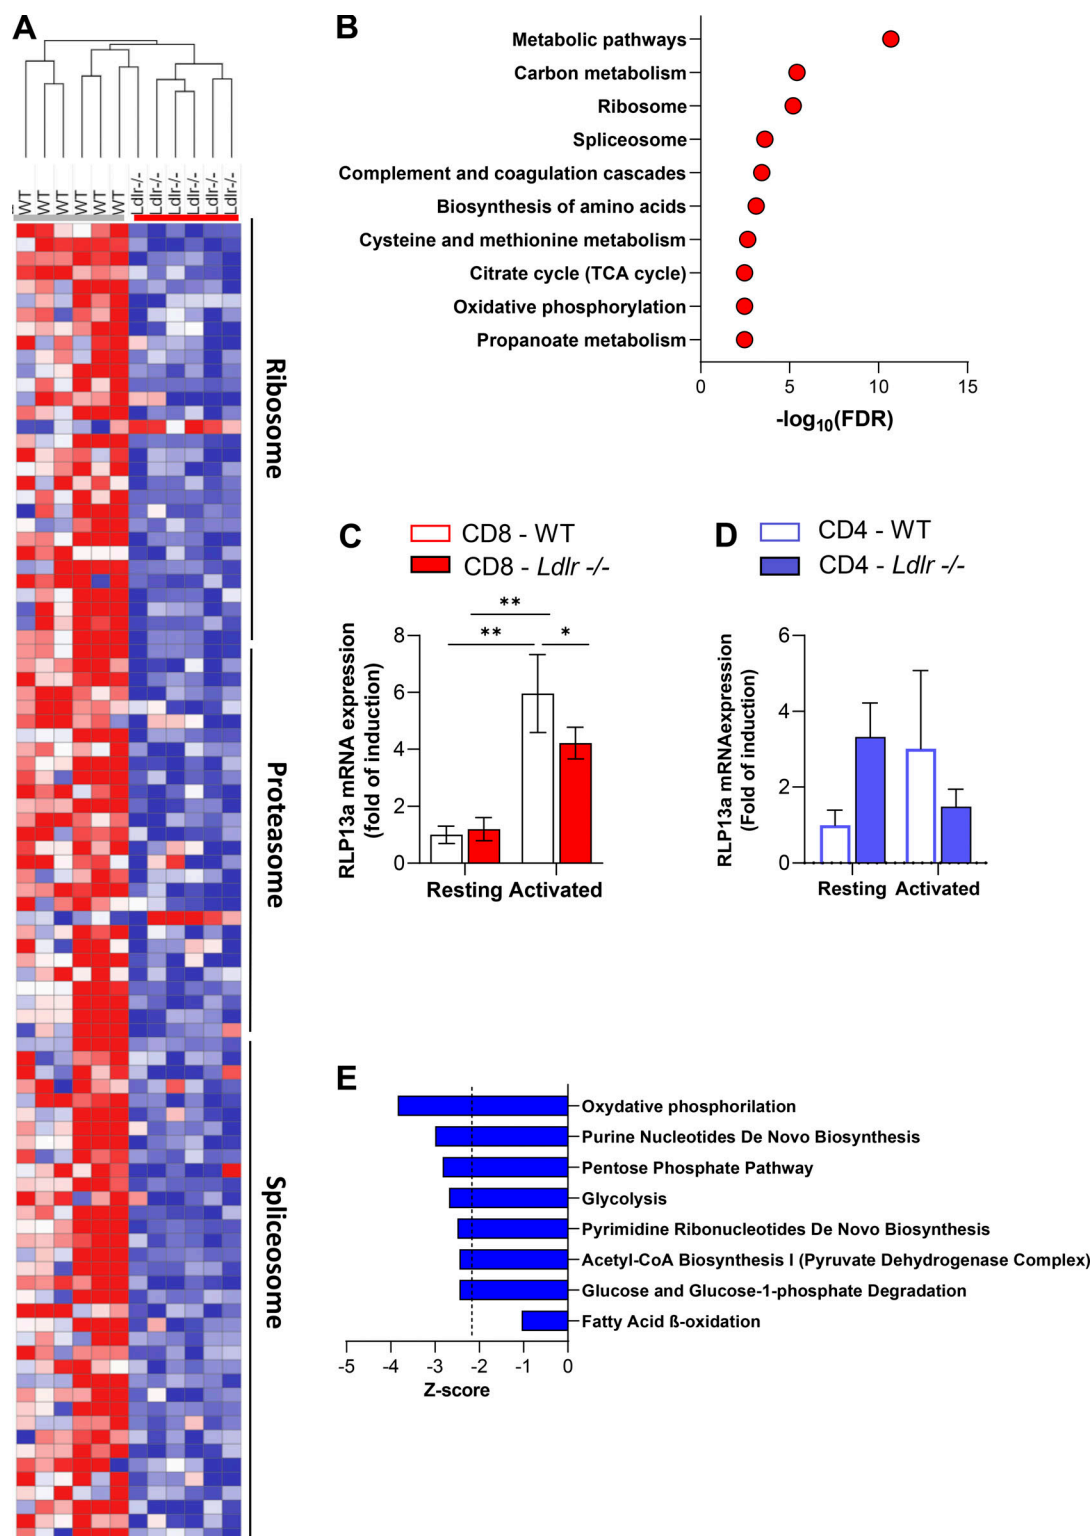 A
WT
WT
WT
WT
WT
WT
Ldlr-/-
Ldlr-/-
Ldlr-/-
Ldlr-/-
Ldlr-/-
Ldlr-/-
Ribosome
Proteasome
Spliceosome
B
Metabolic pathways
Carbon metabolism
Ribosome
Spliceosome
Complement and coagulation cascades
Biosynthesis of amino acids
Cysteine and methionine metabolism
Citrate cycle (TCA cycle)
Oxidative phosphorylation
Propanoate metabolism
0 5 10 15
-log10(FDR)
C
CD8 - WT
CD8 - Ldlr -/-
RLP13a mRNA expression
(fold of induction)
8
6
4
2
0
**
** *
Resting Activated
D
CD4 - WT
CD4 - Ldlr -/-
RLP13a mRNAexpression
(Fold of induction)
6
4
2
0
Resting Activated
E
Oxydative phosphorilation
Purine Nucleotides De Novo Biosynthesis
Pentose Phosphate Pathway
Glycolysis
Pyrimidine Ribonucleotides De Novo Biosynthesis
Acetyl-CoA Biosynthesis I (Pyruvate Dehydrogenase Complex)
Glucose and Glucose-1-phosphate Degradation
Fatty Acid ß-oxidation
-5 -4 -3 -2 -1 0
Z-score